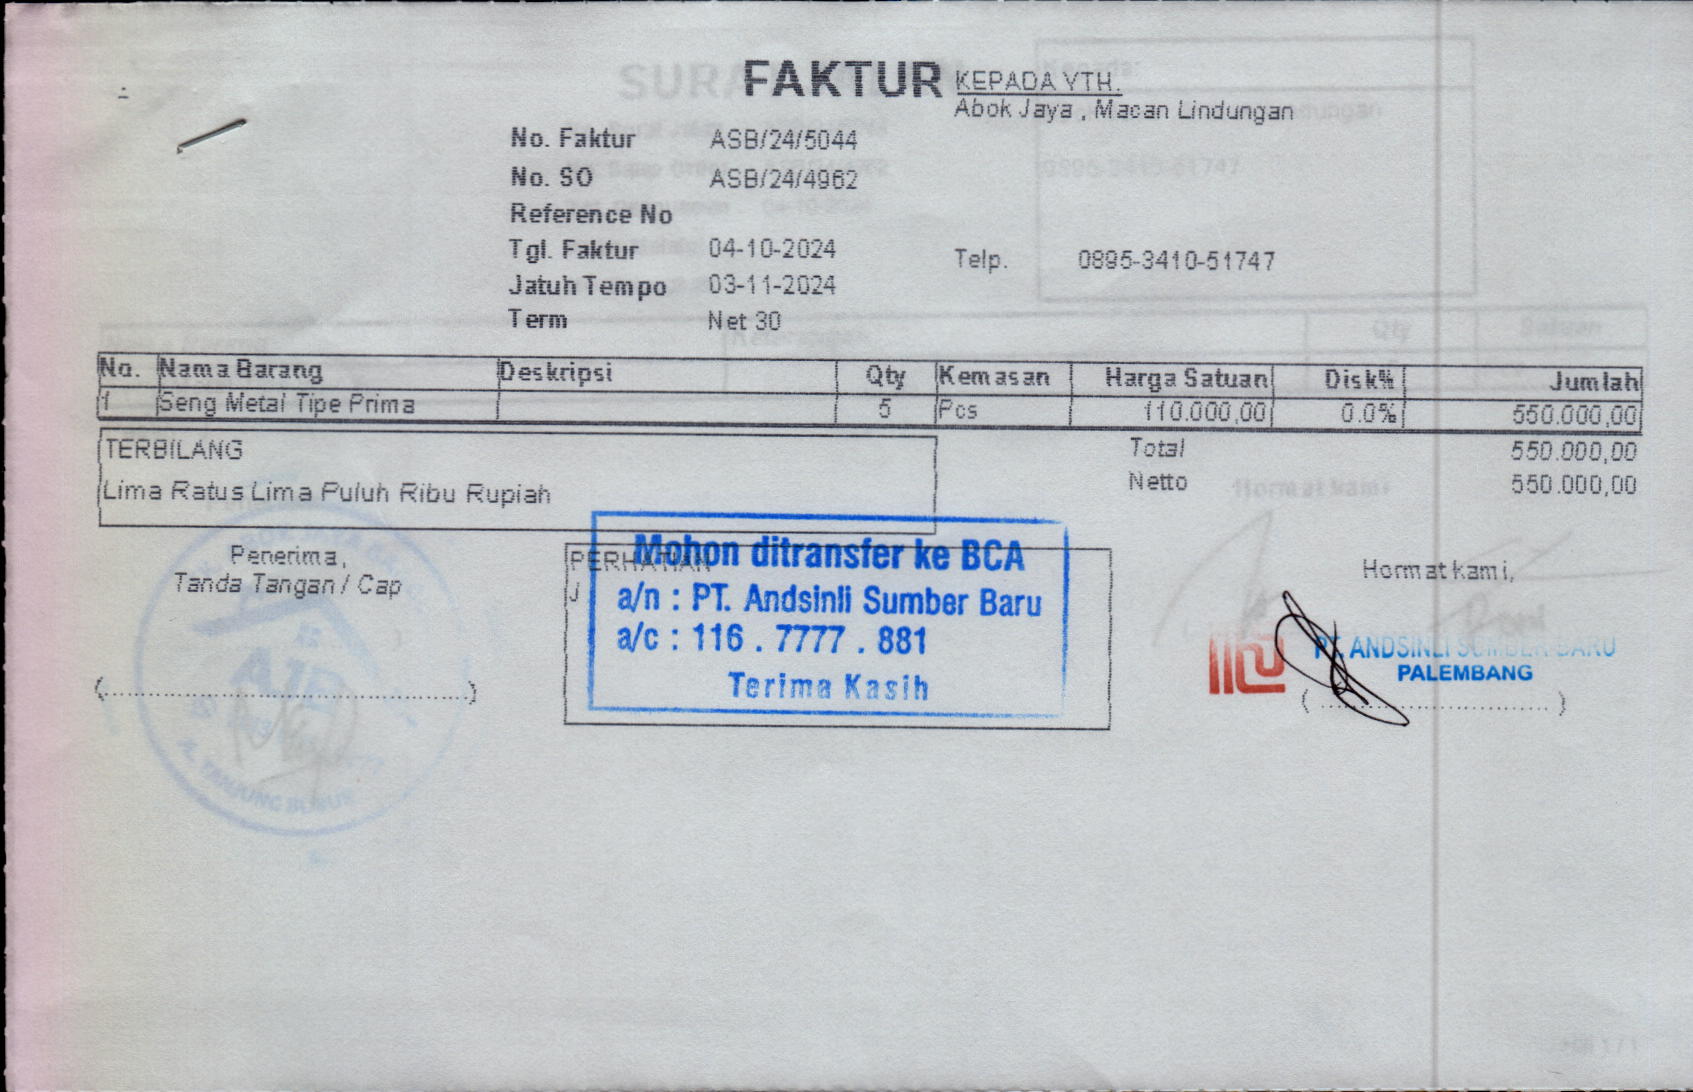 FAKTUR
KEPADA YTH.
Abok Jaya , Macan Lindungan
No. Faktur ASB/24/5044
No. SO ASB/24/4962
Reference No
Tgl. Faktur 04-10-2024
Telp. 0895-3410-51747
Jatuh Tempo 03-11-2024
Term Net 30
No. Nama Barang Deskripsi Qty Kemasan Harga Satuan Disk% Jumlah
1 Seng Metal Tipe Prima 5 Pcs 110.000,00 0.0% 550.000,00
TERBILANG
Total 550.000,00
Lima Ratus Lima Puluh Ribu Rupiah
Netto 550.000,00
Penerima,
Tanda Tangan / Cap
(..............................................)
PERHATIAN
J
Mohon ditransfer ke BCA
a/n : PT. Andsinli Sumber Baru
a/c : 116 . 7777 . 881
Terima Kasih
Hormat kami,
PT. ANDSINLI SUMBER BARU
PALEMBANG
(..............................)